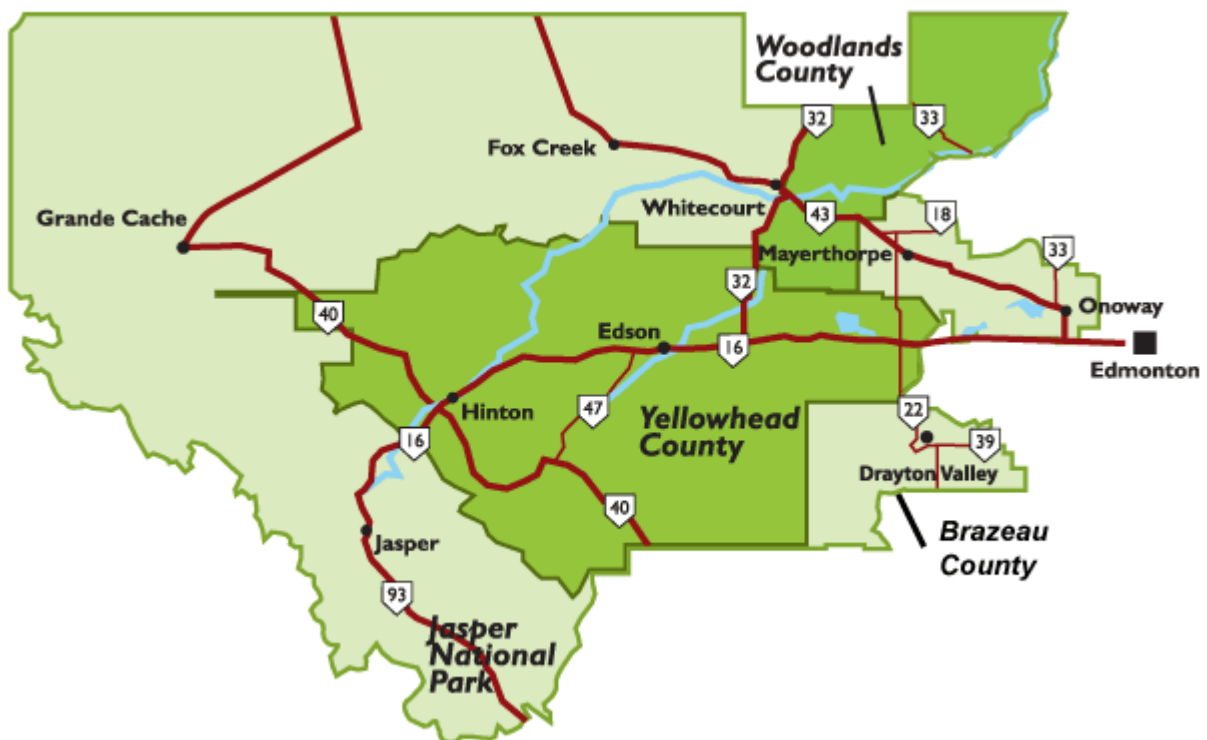 Woodlands
County
32
33
Fox Creek
Whitecourt
43
18
Grande Cache
Mayerthorpe
33
32
40
Onoway
Edson
16
Edmonton
Hinton
47
Yellowhead
County
22
16
39
Drayton Valley
40
Brazeau
County
Jasper
93
Jasper
National
Park